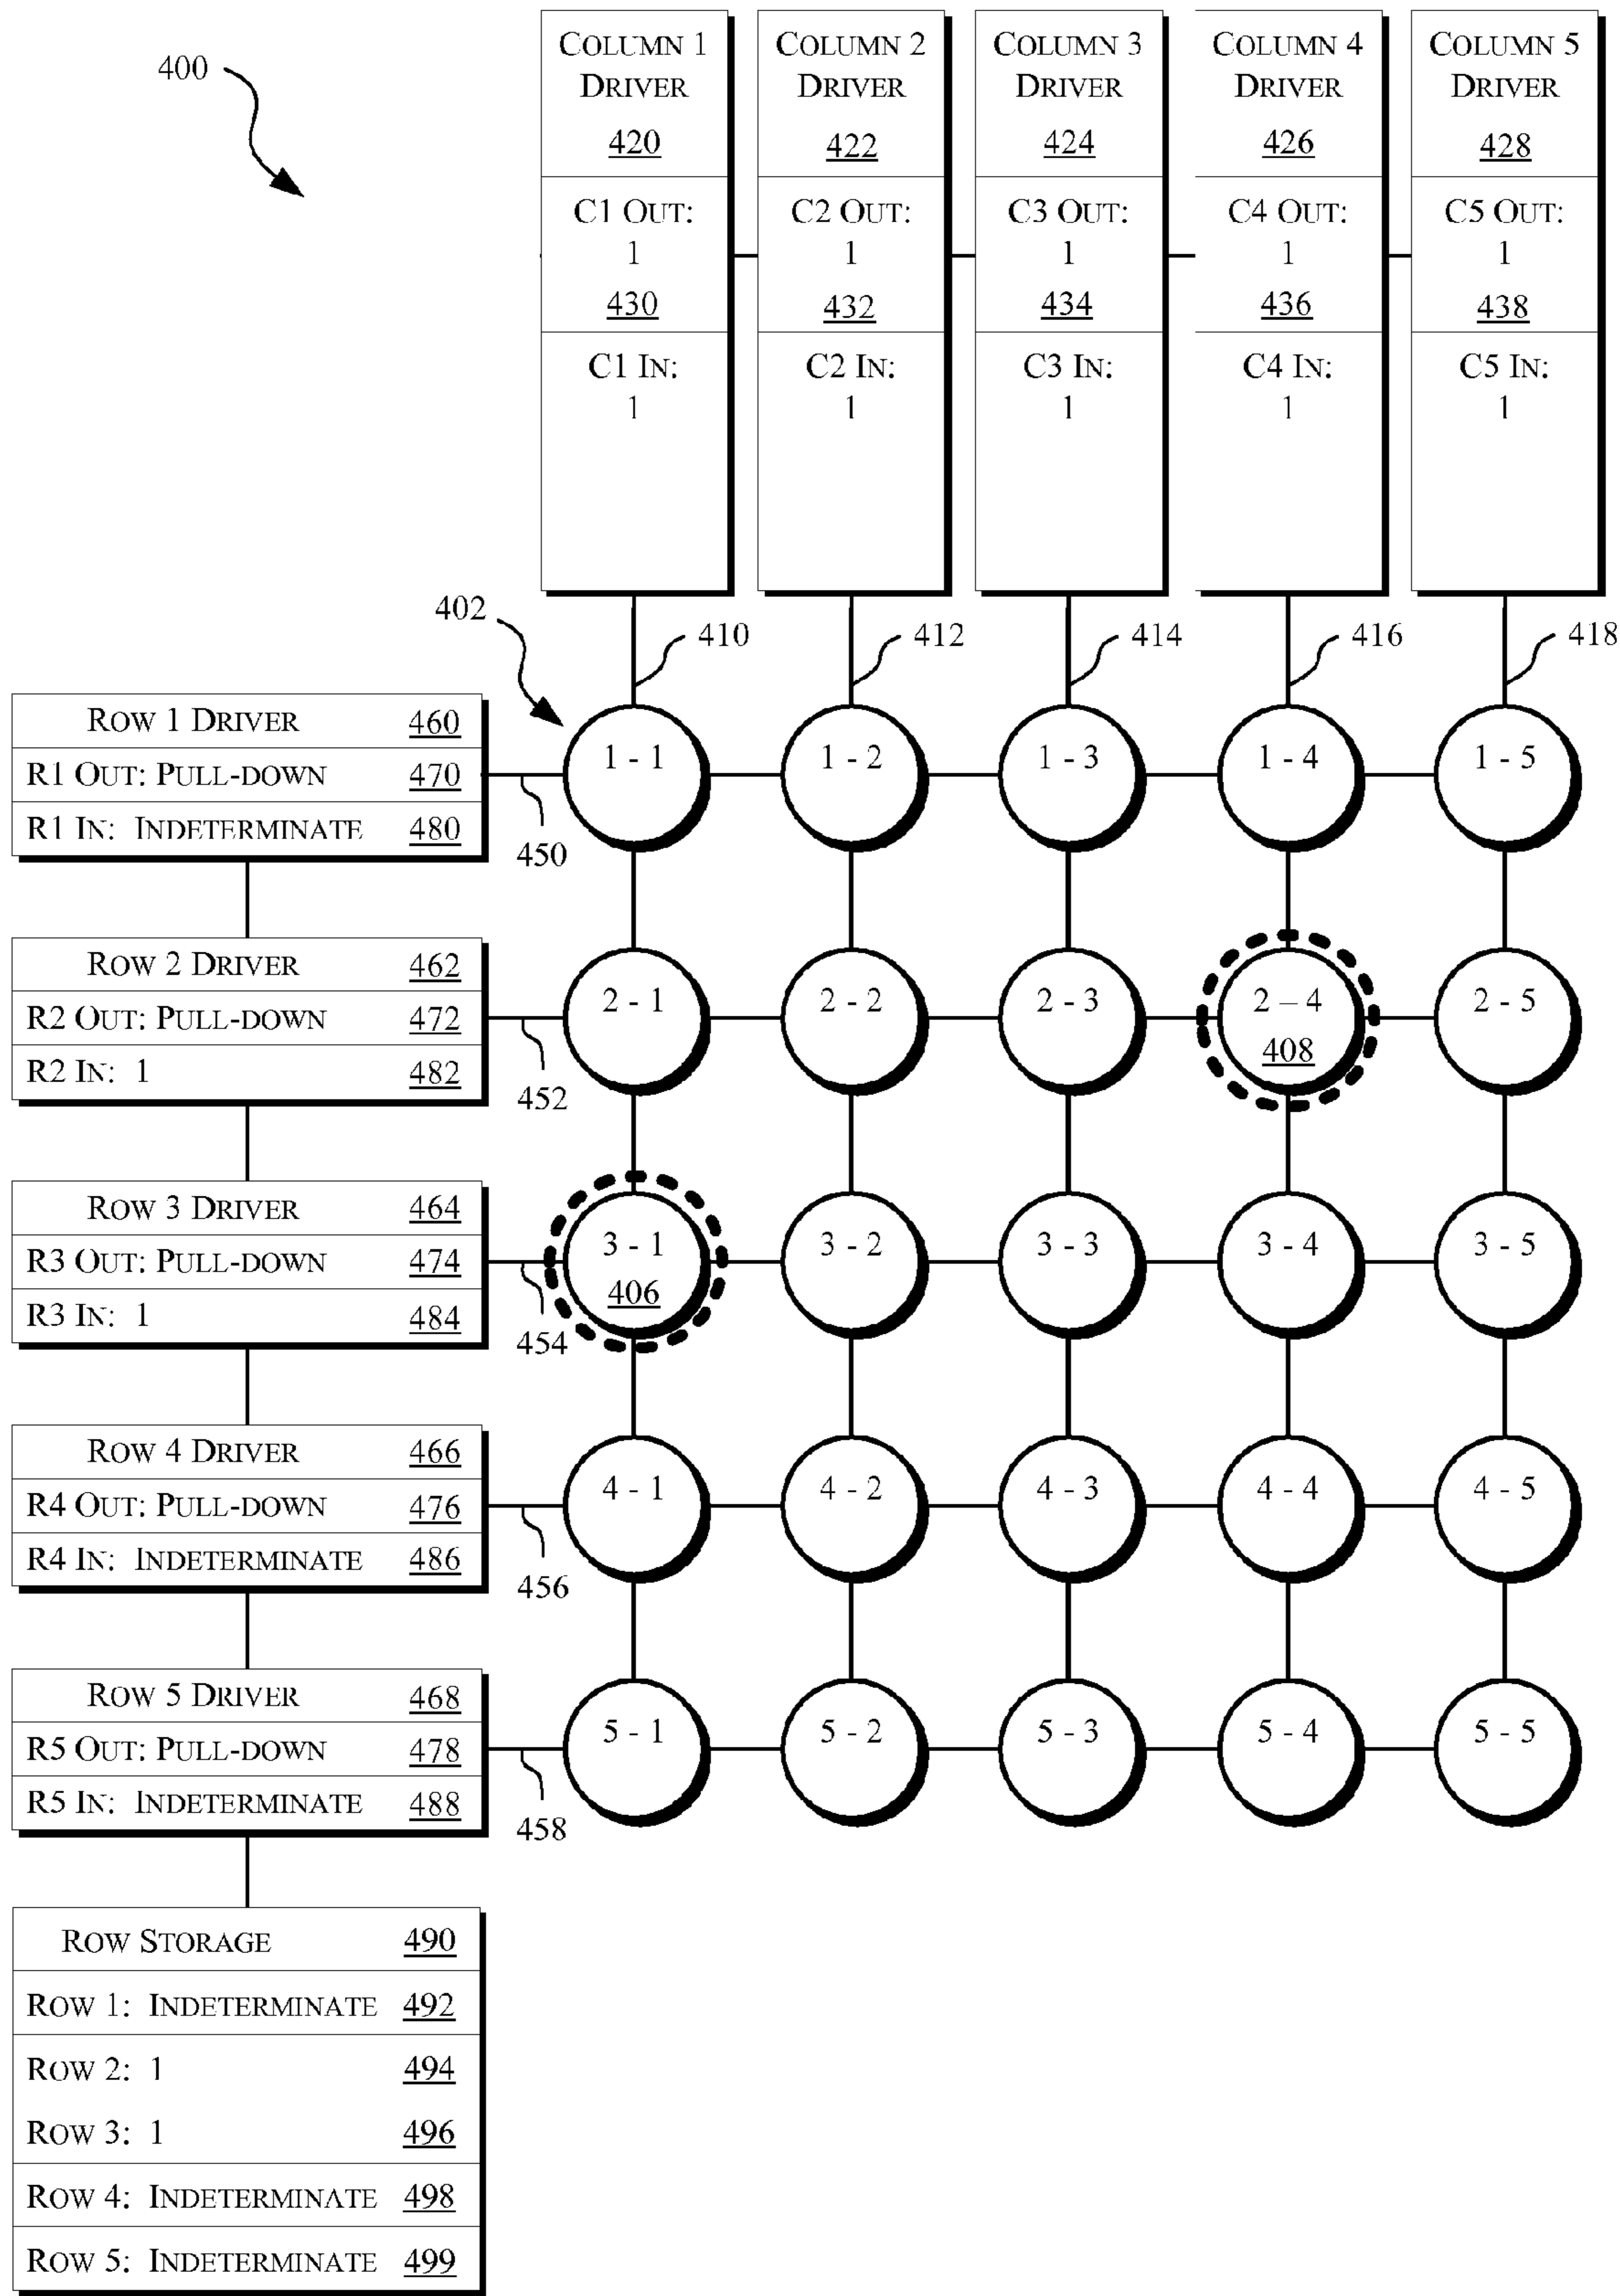 400
COLUMN 1 DRIVER 420
C1 OUT: 1 430
C1 IN: 1
COLUMN 2 DRIVER 422
C2 OUT: 1 432
C2 IN: 1
COLUMN 3 DRIVER 424
C3 OUT: 1 434
C3 IN: 1
COLUMN 4 DRIVER 426
C4 OUT: 1 436
C4 IN: 1
COLUMN 5 DRIVER 428
C5 OUT: 1 438
C5 IN: 1
402
410 412 414 416 418
ROW 1 DRIVER 460
R1 OUT: PULL-DOWN 470
R1 IN: INDETERMINATE 480
450
1 - 1 1 - 2 1 - 3 1 - 4 1 - 5
ROW 2 DRIVER 462
R2 OUT: PULL-DOWN 472
R2 IN: 1 482
452
2 - 1 2 - 2 2 - 3 2 – 4 2 - 5
408
ROW 3 DRIVER 464
R3 OUT: PULL-DOWN 474
R3 IN: 1 484
454
3 - 1 3 - 2 3 - 3 3 - 4 3 - 5
406
ROW 4 DRIVER 466
R4 OUT: PULL-DOWN 476
R4 IN: INDETERMINATE 486
456
4 - 1 4 - 2 4 - 3 4 - 4 4 - 5
ROW 5 DRIVER 468
R5 OUT: PULL-DOWN 478
R5 IN: INDETERMINATE 488
458
5 - 1 5 - 2 5 - 3 5 - 4 5 - 5
ROW STORAGE 490
ROW 1: INDETERMINATE 492
ROW 2: 1 494
ROW 3: 1 496
ROW 4: INDETERMINATE 498
ROW 5: INDETERMINATE 499